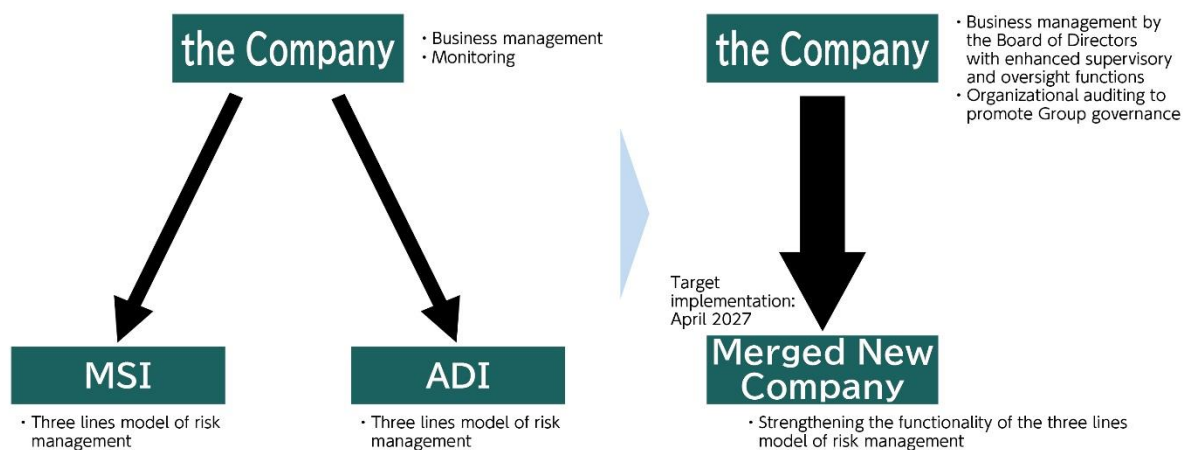 the Company
・Business management
・Monitoring
MSI
・Three lines model of risk
management
ADI
・Three lines model of risk
management
the Company
・Business management by
the Board of Directors
with enhanced supervisory
and oversight functions
・Organizational auditing to
promote Group governance
Target
implementation:
April 2027
Merged New
Company
・Strengthening the functionality of the three lines
model of risk management